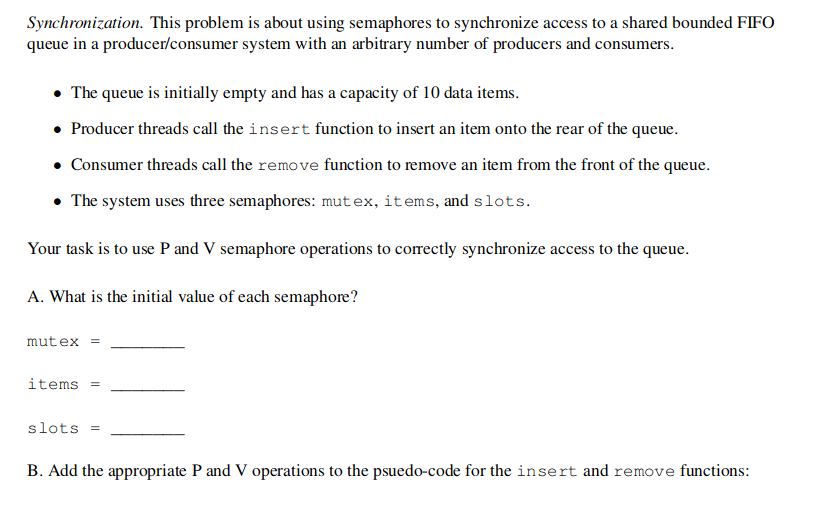 Synchronization. This problem is about using semaphores to synchronize access to a shared bounded FIFO
queue in a producer/consumer system with an arbitrary number of producers and consumers.
• The queue is initially empty and has a capacity of 10 data items.
• Producer threads call the insert function to insert an item onto the rear of the queue.
• Consumer threads call the remove function to remove an item from the front of the queue.
• The system uses three semaphores: mutex, items, and slots.
Your task is to use P and V semaphore operations to correctly synchronize access to the queue.
A. What is the initial value of each semaphore?
mutex = ________
items = ________
slots = ________
B. Add the appropriate P and V operations to the psuedo-code for the insert and remove functions: